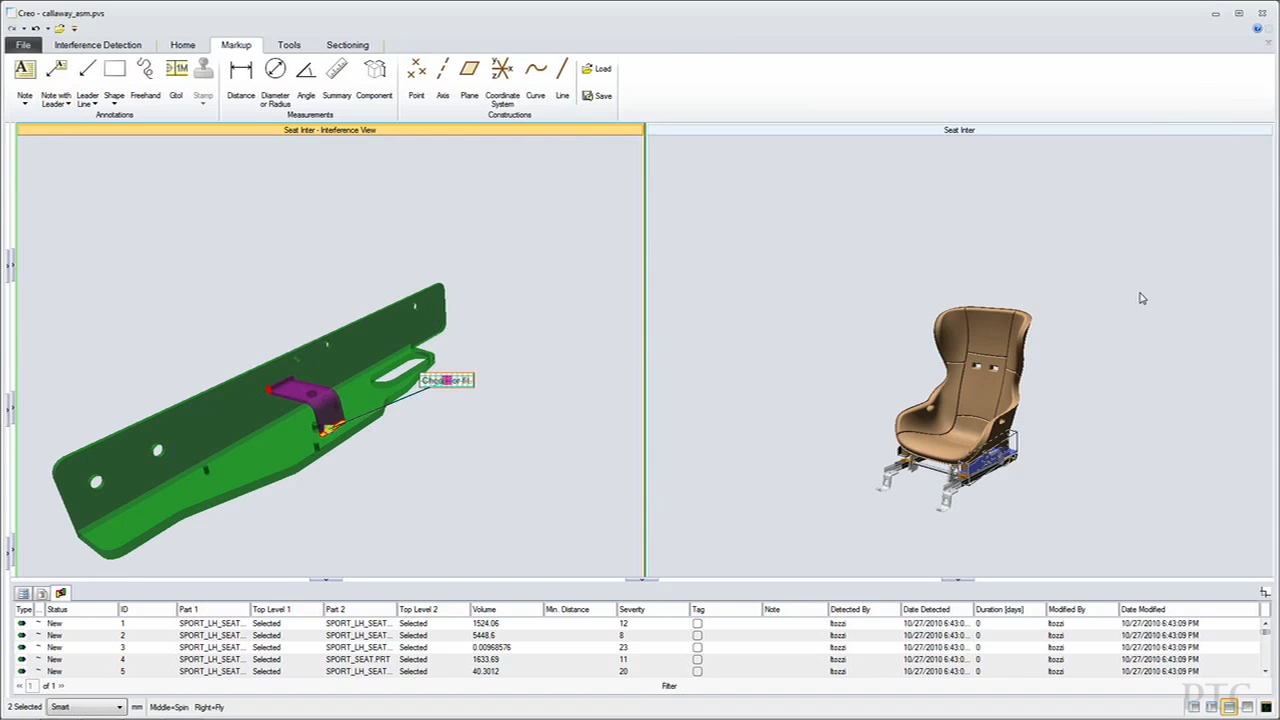 Creo - callaway_asm.pvs
File Interference Detection Home Markup Tools Sectioning
Note Note with Leader Leader Line Shape Freehand Gtol Stamp Distance Diameter or Radius Angle Summary Component Point Axis Plane Coordinate System Curve Line Load Save
Annotations Measurements Constructions
Seat Inter - Interference View
Seat Inter
Type ... Status ID Part 1 Top Level 1 Part 2 Top Level 2 Volume Min. Distance Severity Tag Note Detected By Date Detected Duration [days] Modified By Date Modified
~ New 1 SPORT_LH_SEAT... Selected SPORT_LH_SEAT... Selected 1524.06 12 ltozzi 10/27/2010 6:43:0... 0 ltozzi 10/27/2010 6:43:09 PM
~ New 2 SPORT_LH_SEAT... Selected SPORT_LH_SEAT... Selected 5448.6 8 ltozzi 10/27/2010 6:43:0... 0 ltozzi 10/27/2010 6:43:09 PM
~ New 3 SPORT_LH_SEAT... Selected SPORT_LH_SEAT... Selected 0.00968576 23 ltozzi 10/27/2010 6:43:0... 0 ltozzi 10/27/2010 6:43:09 PM
~ New 4 SPORT_SEAT.PRT Selected SPORT_LH_SEAT... Selected 1633.69 11 ltozzi 10/27/2010 6:43:0... 0 ltozzi 10/27/2010 6:43:09 PM
~ New 5 SPORT_LH_SEAT... Selected SPORT_LH_SEAT... Selected 40.3012 20 ltozzi 10/27/2010 6:43:0... 0 ltozzi 10/27/2010 6:43:09 PM
<< 1 of 1 >> Filter
2 Selected Smart mm Middle=Spin Right=Fly
PTC